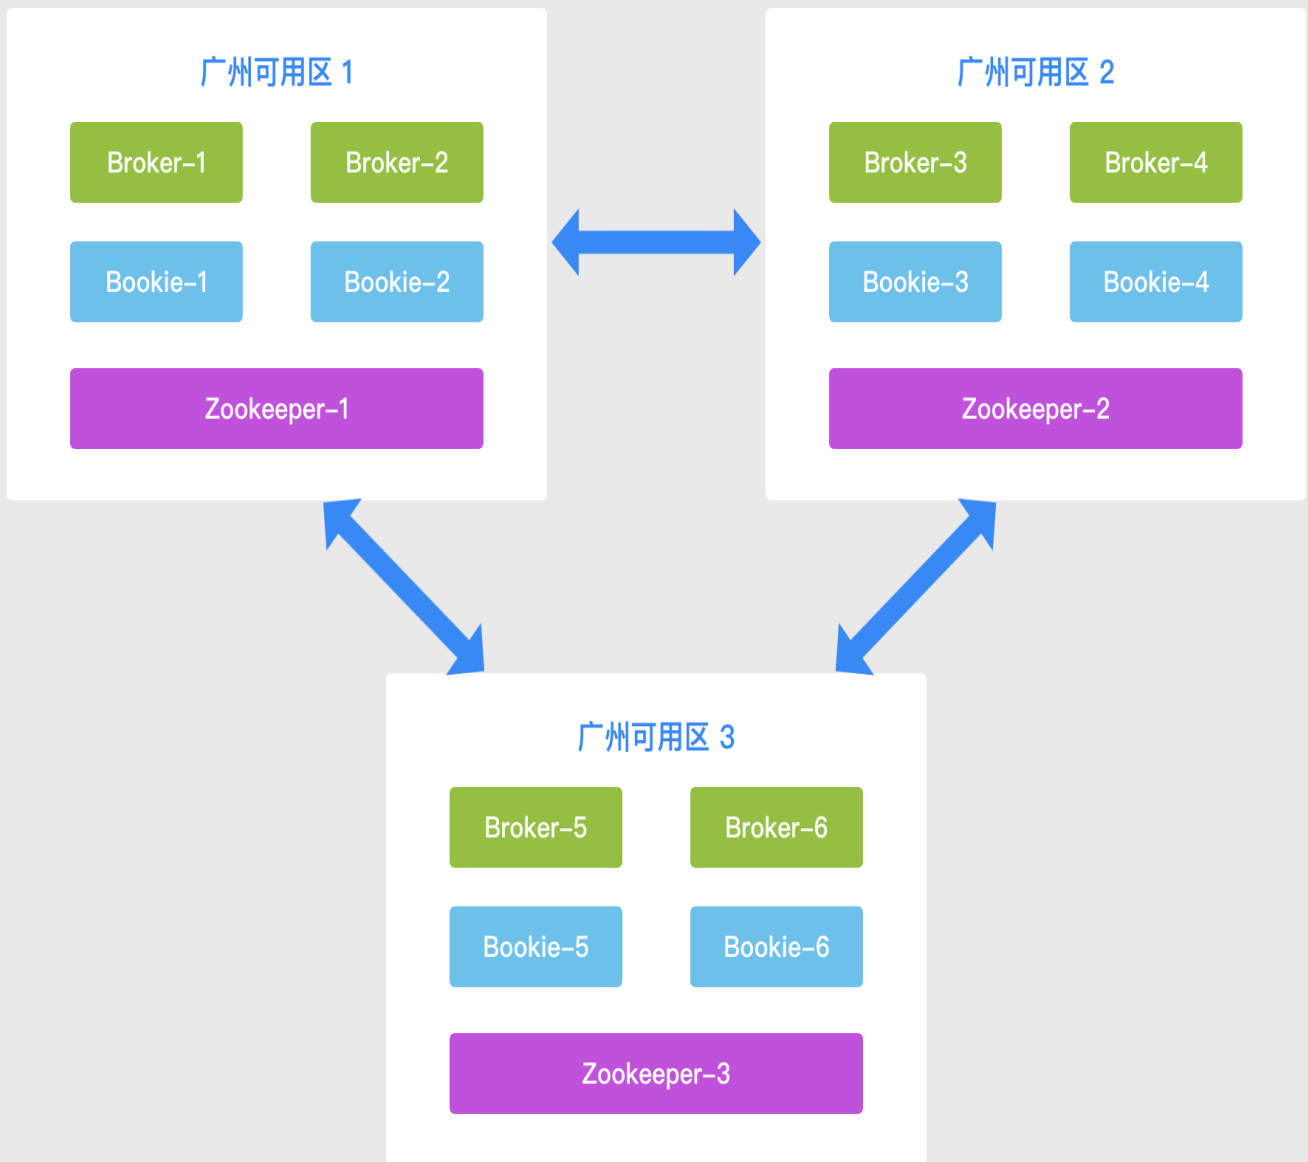 广州可用区 1
Broker-1
Broker-2
Bookie-1
Bookie-2
Zookeeper-1
广州可用区 2
Broker-3
Broker-4
Bookie-3
Bookie-4
Zookeeper-2
广州可用区 3
Broker-5
Broker-6
Bookie-5
Bookie-6
Zookeeper-3